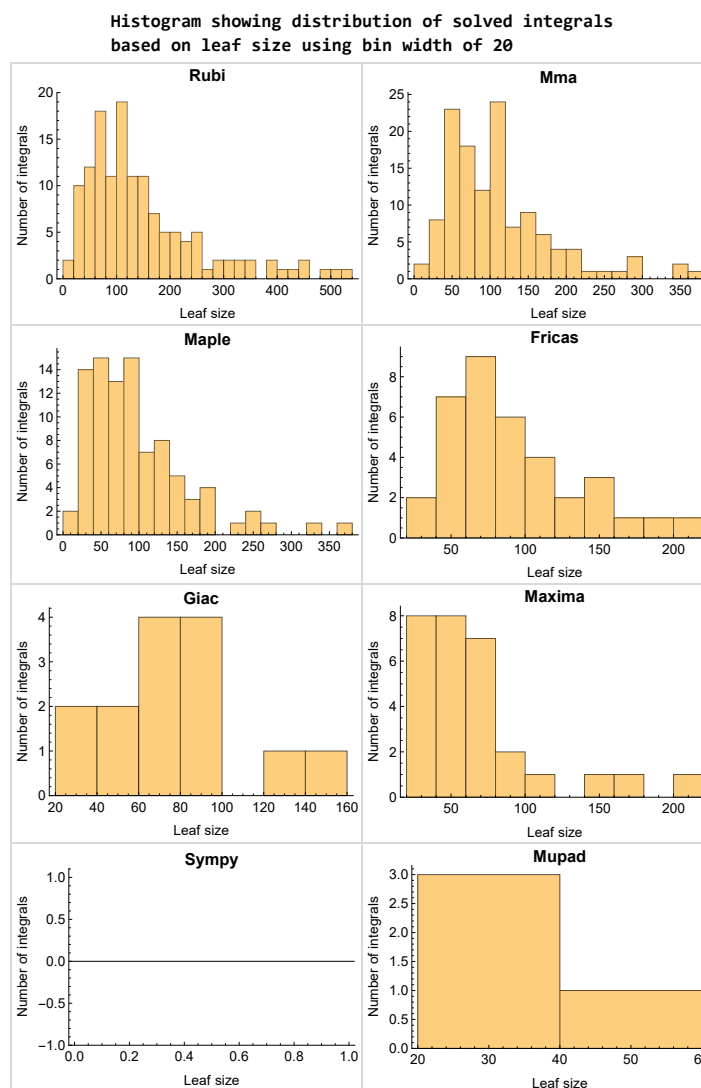 Histogram showing distribution of solved integrals
based on leaf size using bin width of 20
Rubi
Number of integrals
20
15
10
5
0
0 100 200 300 400 500
Leaf size
Mma
Number of integrals
25
20
15
10
5
0
0 50 100 150 200 250 300 350
Leaf size
Maple
Number of integrals
14
12
10
8
6
4
2
0
0 50 100 150 200 250 300 350
Leaf size
Fricas
Number of integrals
8
6
4
2
0
50 100 150 200
Leaf size
Giac
Number of integrals
4
3
2
1
0
20 40 60 80 100 120 140 160
Leaf size
Maxima
Number of integrals
8
6
4
2
0
50 100 150 200
Leaf size
Sympy
Number of integrals
1.0
0.5
0.0
−0.5
−1.0
0.0 0.2 0.4 0.6 0.8 1.0
Leaf size
Mupad
Number of integrals
3.0
2.5
2.0
1.5
1.0
0.5
0.0
20 30 40 50
Leaf size